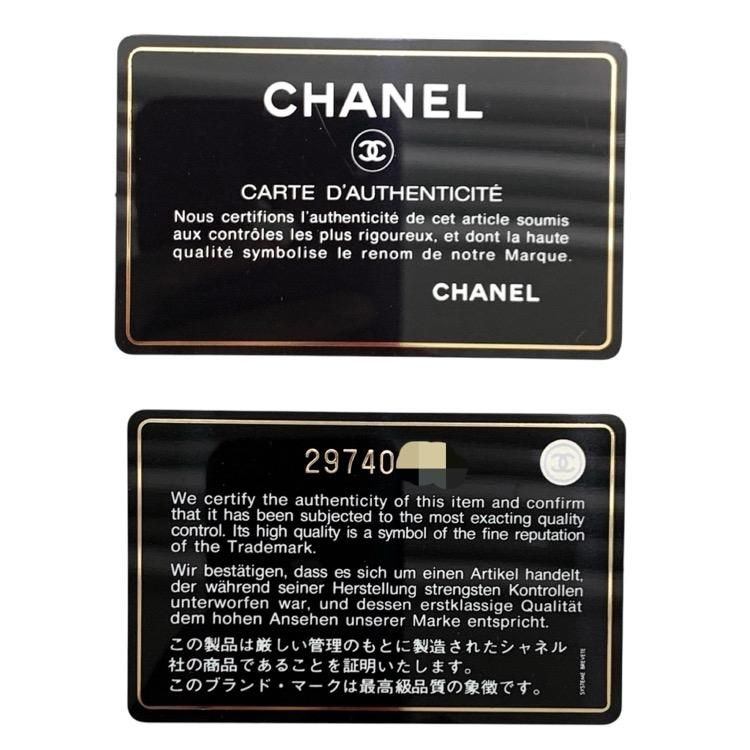 CHANEL
CARTE D'AUTHENTICITÉ
Nous certifions l'authenticité de cet article soumis
aux contrôles les plus rigoureux, et dont la haute
qualité symbolise le renom de notre Marque.
CHANEL
29740
We certify the authenticity of this item and confirm
that it has been subjected to the most exacting quality
control. Its high quality is a symbol of the fine reputation
of the Trademark.
Wir bestätigen, dass es sich um einen Artikel handelt,
der während seiner Herstellung strengsten Kontrollen
unterworfen war, und dessen erstklassige Qualität
dem hohen Ansehen unserer Marke entspricht.
この製品は厳しい管理のもとに製造されたシャネル
社の商品であることを証明いたします。
このブランド・マークは最高級品質の象徴です。
SYSTEME BREVETE